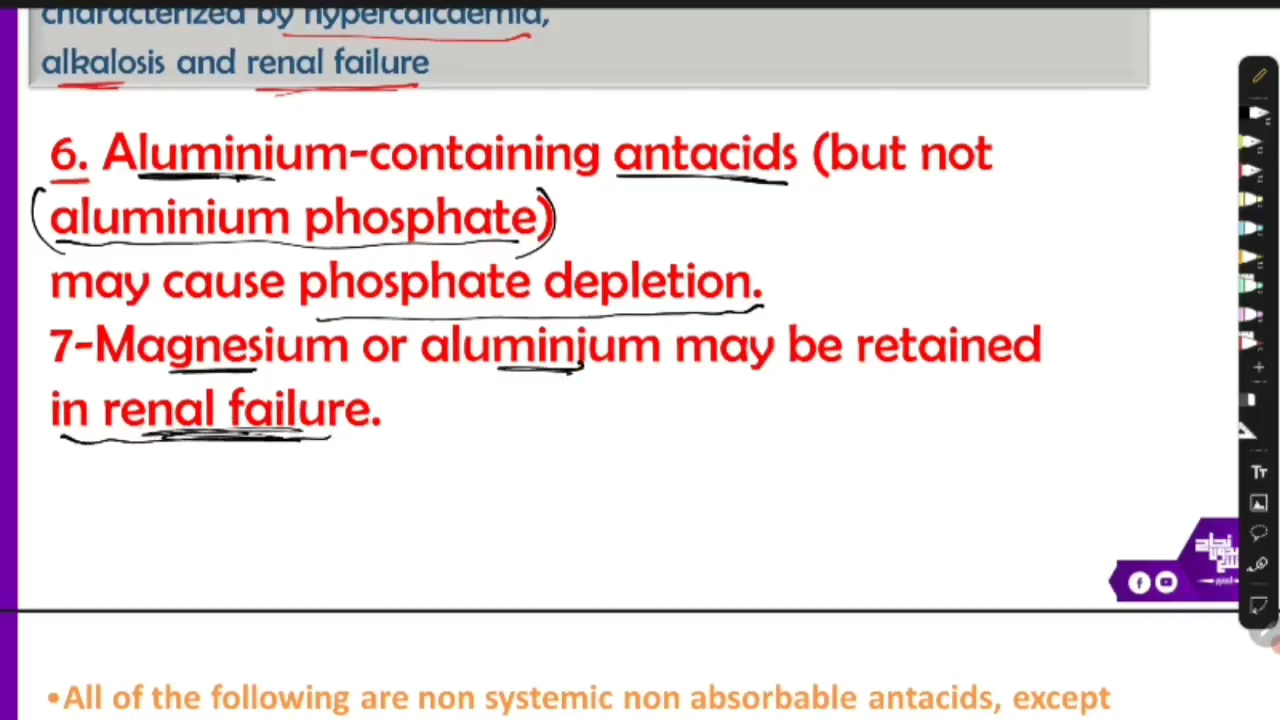 characterized by hypercalcaemia,
alkalosis and renal failure
6. Aluminium-containing antacids (but not
aluminium phosphate)
may cause phosphate depletion.
7-Magnesium or aluminium may be retained
in renal failure.
•All of the following are non systemic non absorbable antacids, except